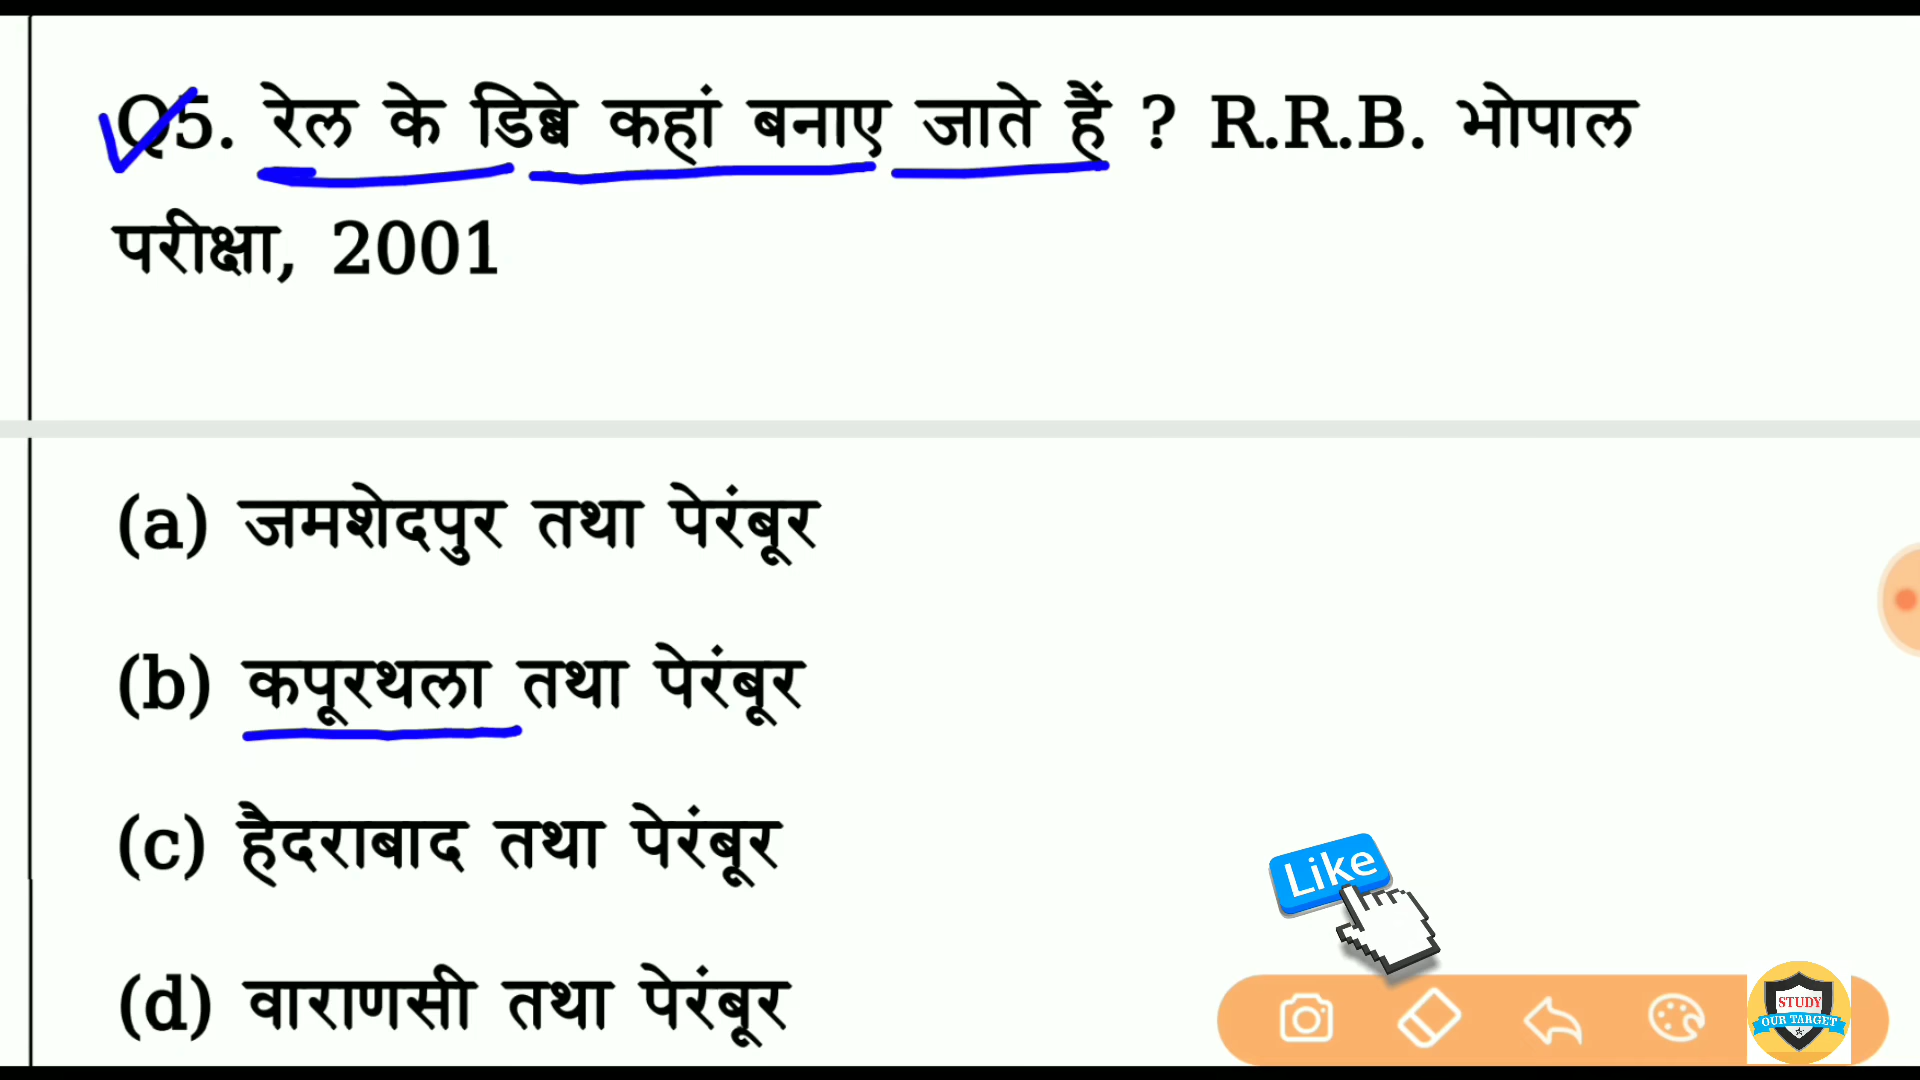 Q5. रेल के डिब्बे कहां बनाए जाते हैं ? R.R.B. भोपाल
परीक्षा, 2001
(a) जमशेदपुर तथा पेरंबूर
(b) कपूरथला तथा पेरंबूर
(c) हैदराबाद तथा पेरंबूर
(d) वाराणसी तथा पेरंबूर
Like
STUDY
OUR TARGET